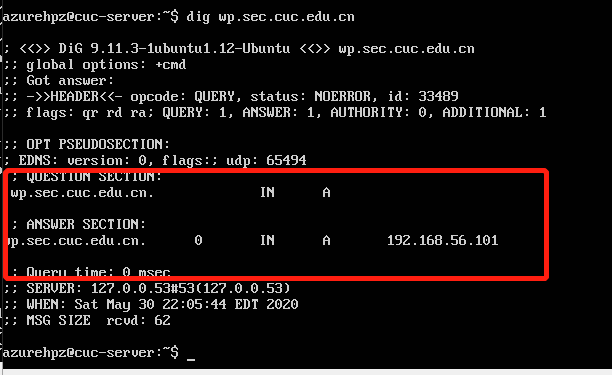 azurehpz@cuc-server:~$ dig wp.sec.cuc.edu.cn
; <<>> DiG 9.11.3-1ubuntu1.12-Ubuntu <<>> wp.sec.cuc.edu.cn
;; global options: +cmd
;; Got answer:
;; ->>HEADER<<- opcode: QUERY, status: NOERROR, id: 33489
;; flags: qr rd ra; QUERY: 1, ANSWER: 1, AUTHORITY: 0, ADDITIONAL: 1
;; OPT PSEUDOSECTION:
; EDNS: version: 0, flags:; udp: 65494
; QUESTION SECTION:
wp.sec.cuc.edu.cn. IN A
; ANSWER SECTION:
wp.sec.cuc.edu.cn. 0 IN A 192.168.56.101
; Query time: 0 msec
;; SERVER: 127.0.0.53#53(127.0.0.53)
;; WHEN: Sat May 30 22:05:44 EDT 2020
;; MSG SIZE rcvd: 62
azurehpz@cuc-server:~$ _